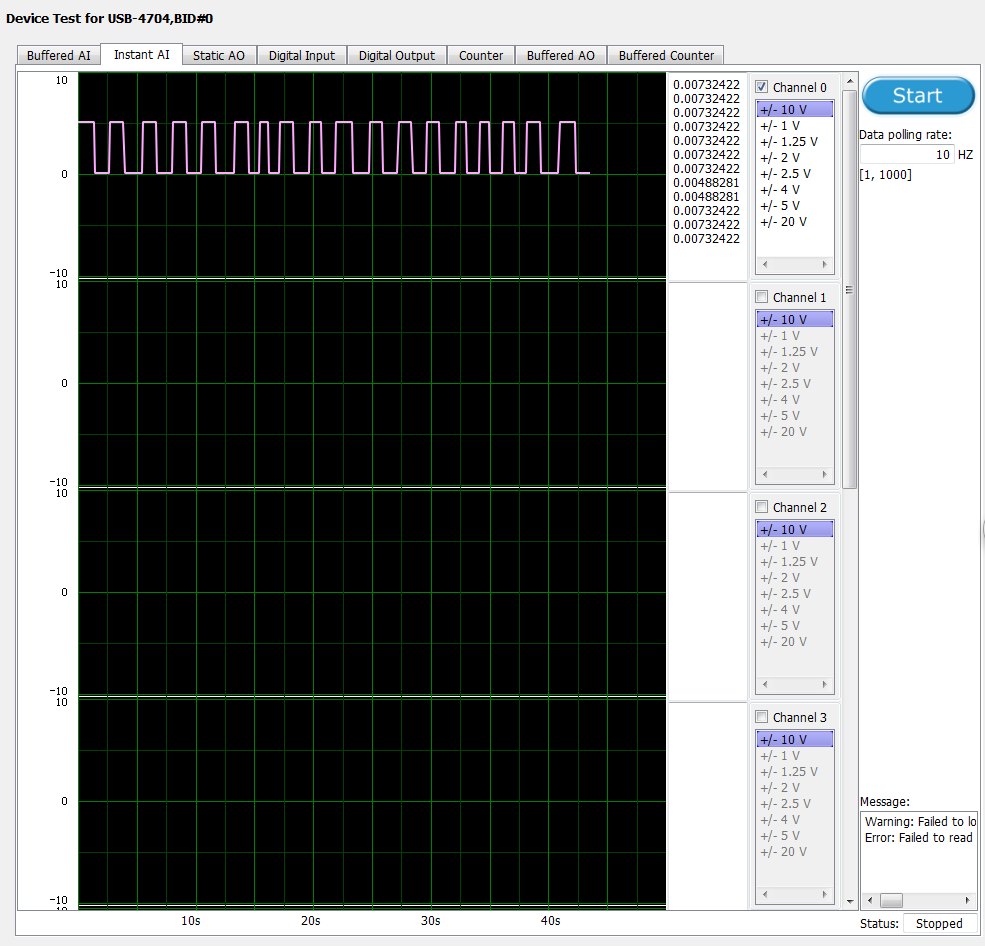 Device Test for USB-4704,BID#0
Buffered AI Instant AI Static AO Digital Input Digital Output Counter Buffered AO Buffered Counter
10
0
-10
0.00732422
0.00732422
0.00732422
0.00732422
0.00732422
0.00732422
0.00732422
0.00488281
0.00488281
0.00732422
0.00732422
0.00732422
Channel 0
+/- 10 V
+/- 1 V
+/- 1.25 V
+/- 2 V
+/- 2.5 V
+/- 4 V
+/- 5 V
+/- 20 V
Start
Data polling rate:
10 HZ
[1, 1000]
10
0
-10
Channel 1
+/- 10 V
+/- 1 V
+/- 1.25 V
+/- 2 V
+/- 2.5 V
+/- 4 V
+/- 5 V
+/- 20 V
10
0
-10
Channel 2
+/- 10 V
+/- 1 V
+/- 1.25 V
+/- 2 V
+/- 2.5 V
+/- 4 V
+/- 5 V
+/- 20 V
10
0
-10
Channel 3
+/- 10 V
+/- 1 V
+/- 1.25 V
+/- 2 V
+/- 2.5 V
+/- 4 V
+/- 5 V
+/- 20 V
Message:
Warning: Failed to lo
Error: Failed to read
10s 20s 30s 40s
Status: Stopped